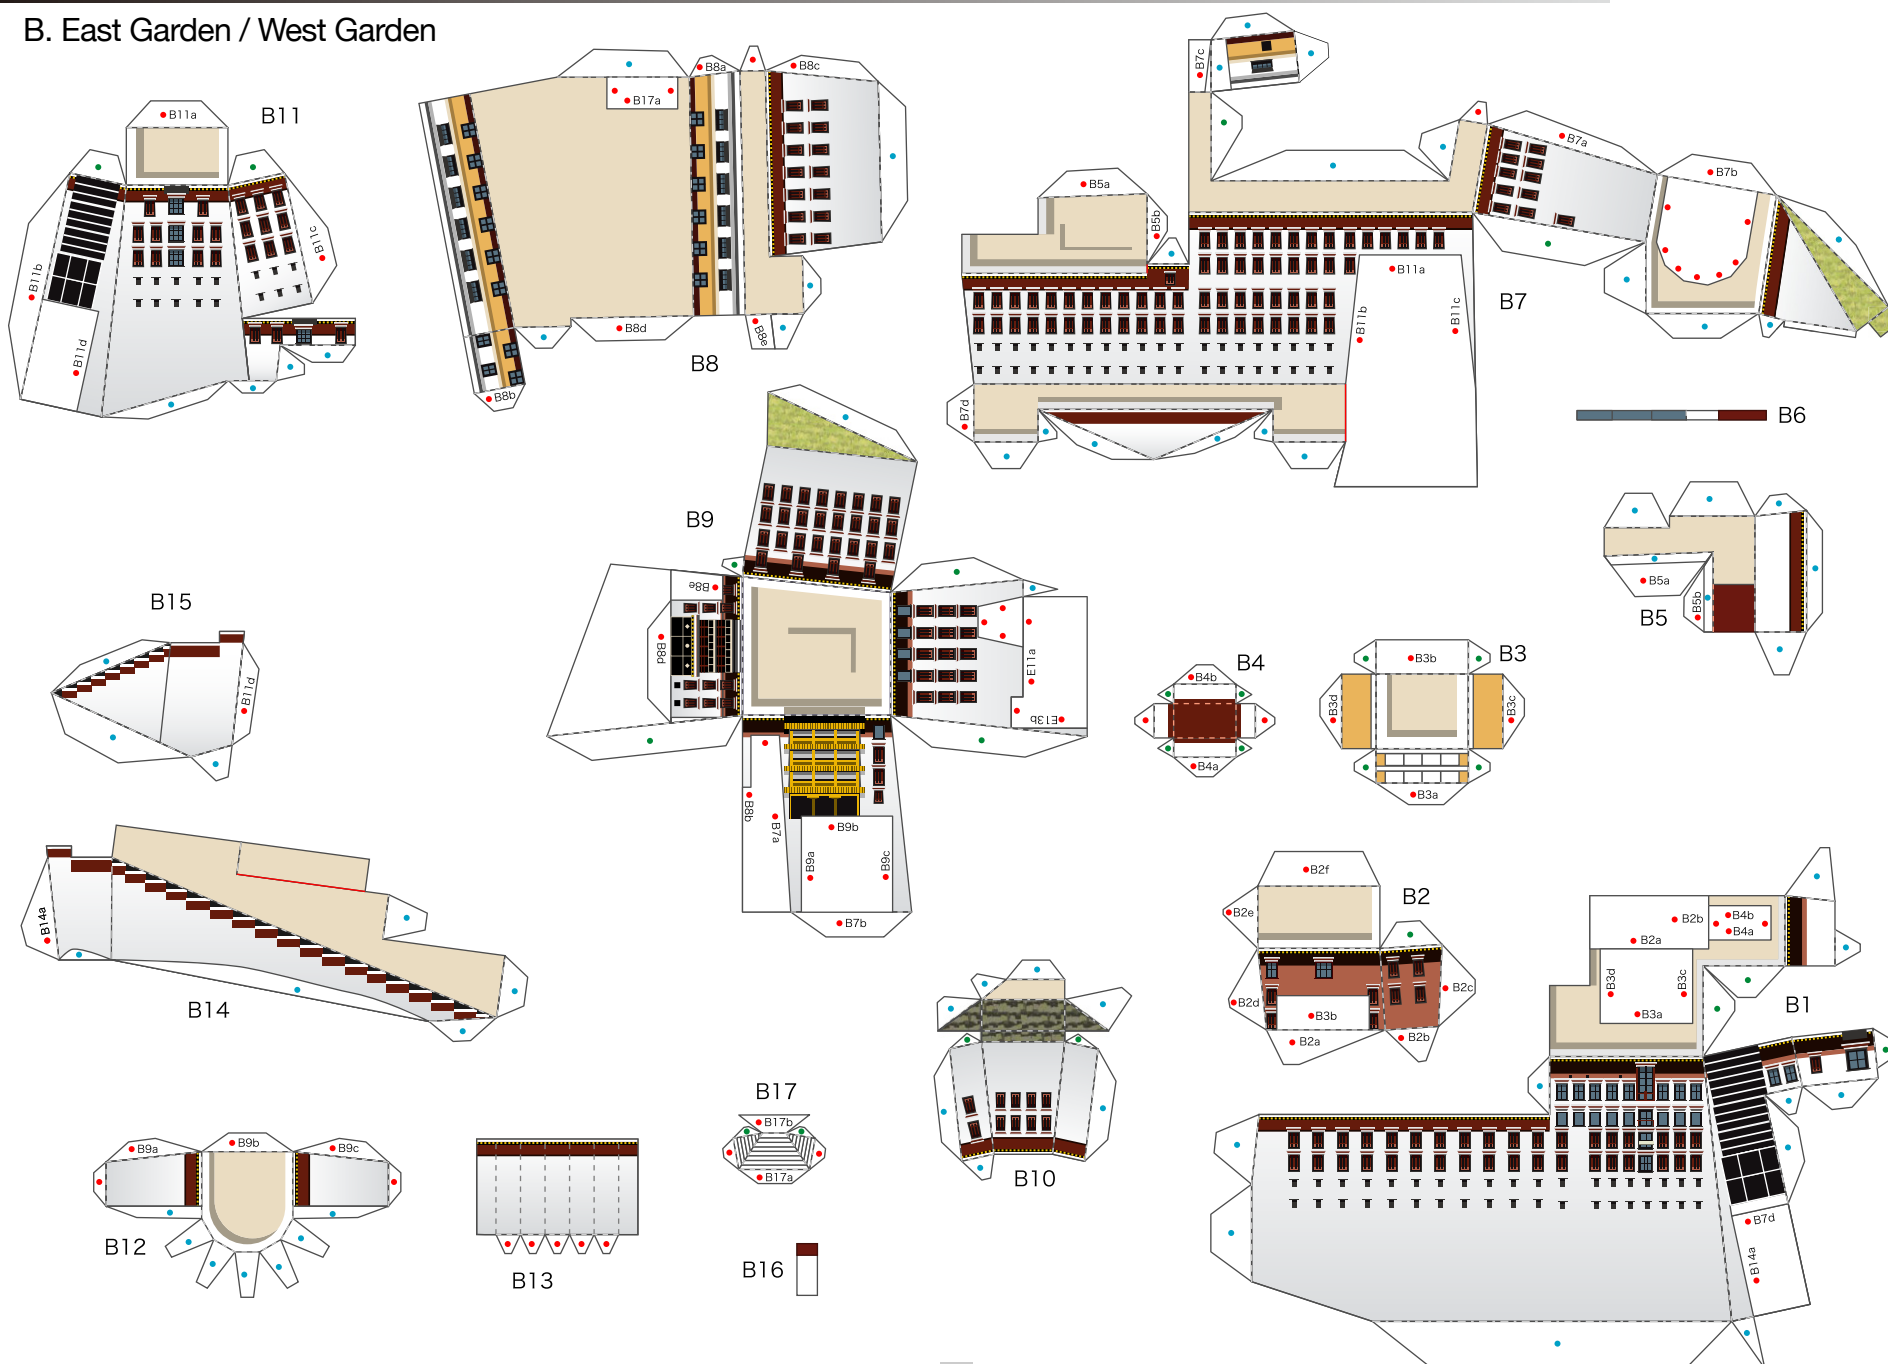 B. East Garden / West Garden
B11a
B11
B11b
B11c
B11d
B17a
B8a
B8c
B8d
B8e
B8b
B8
B7c
B5a
B5b
B7a
B7b
B11a
B11b
B11c
B7
B7d
B6
B9
B8e
B8d
E11a
E13b
B8b
B7a
B9b
B9a
B9c
B7b
B5a
B5b
B5
B15
B11d
B4
B4b
B4a
B3
B3b
B3d
B3c
B3a
B14a
B14
B2f
B2
B2e
B2d
B2c
B3b
B2a
B2b
B2b
B4b
B4a
B2a
B3d
B3c
B3a
B1
B7d
B14a
B10
B17
B17b
B17a
B9a
B9b
B9c
B12
B13
B16